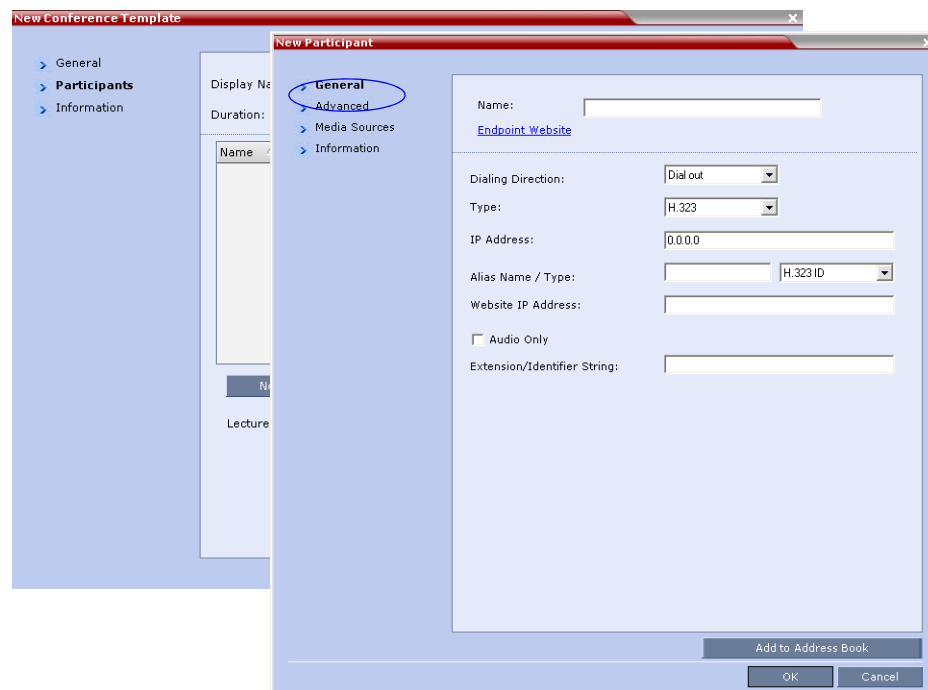 New Conference Template
General
Participants
Information
Display Na
Duration:
Name
Lecture
New Participant
General
Advanced
Media Sources
Information
Name:
Endpoint Website
Dialing Direction: Dial out
Type: H.323
IP Address: 0.0.0.0
Alias Name / Type: H.323 ID
Website IP Address:
Audio Only
Extension/Identifier String:
Add to Address Book
OK Cancel